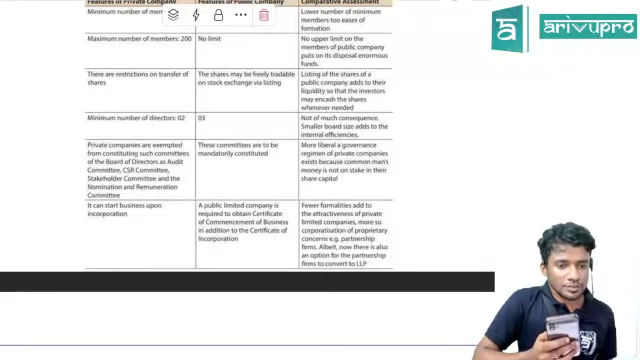 Features of Private Company Features of Public Company Comparative Assessment
Minimum number of mem
Lower number of minimum
members too eases of
formation
Maximum number of members: 200
No limit
No upper limit on the
members of public company
puts on its disposal enormous
funds.
There are restrictions on transfer of
shares
The shares may be freely tradable
on stock exchange via listing
Listing of the shares of a
public company adds to their
liquidity so that the investors
may encash the shares
whenever needed
Minimum number of directors: 02
03
Not of much consequence.
Smaller board size adds to the
internal efficiencies.
Private companies are exempted
from constituting such committees
of the Board of Directors as Audit
Committee, CSR Committee,
Stakeholder Committee and the
Nomination and Remuneration
Committee
These committees are to be
mandatorily constituted
More liberal a governance
regimen of private companies
exists because common man's
money is not on stake in their
share capital
It can start business upon
incorporation
A public limited company is
required to obtain Certificate
of Commencement of Business
in addition to the Certificate of
Incorporation
Fewer formalities add to
the attractiveness of private
limited companies, more so
corporatisation of proprietary
concerns e.g. partnership
firms. Albeit, now there is also
an option for the partnership
firms to convert to LLP
arivupro